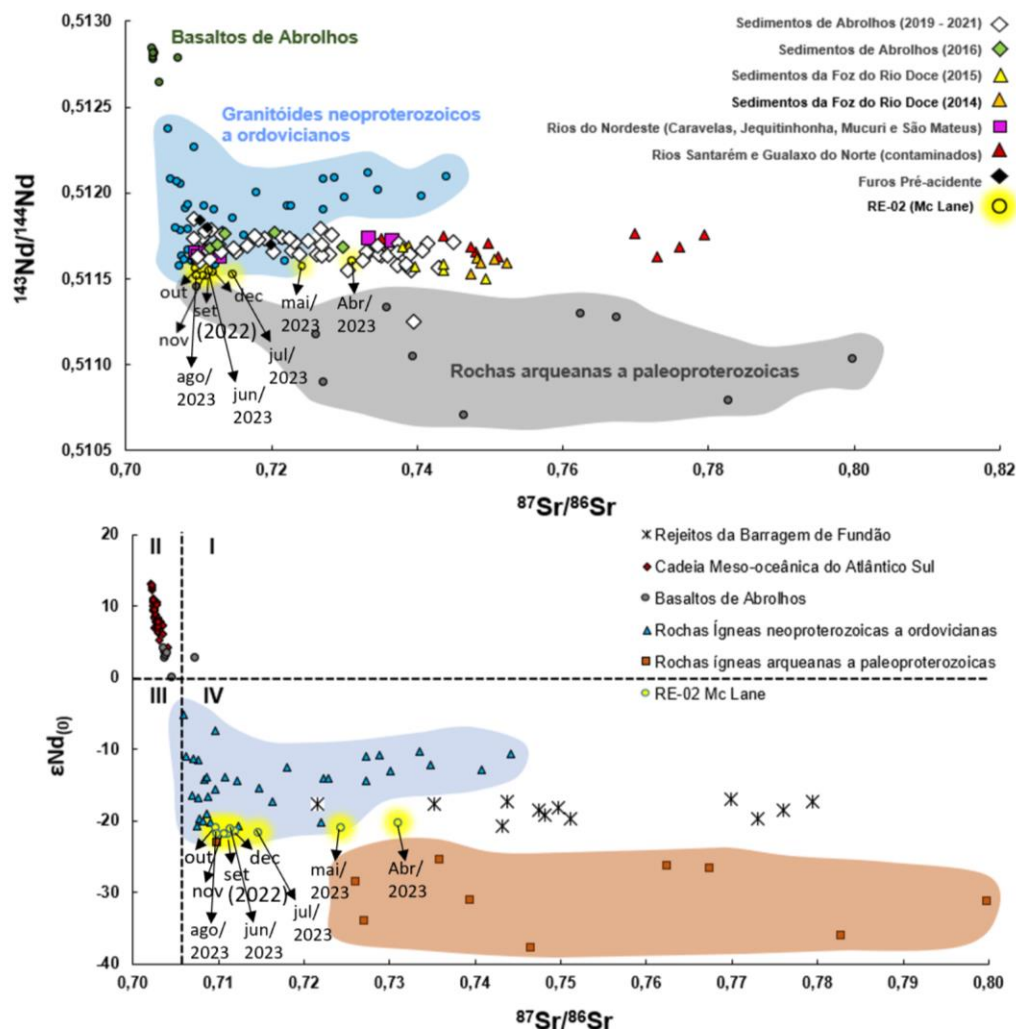 0,5130
0,5125
0,5120
0,5115
0,5110
0,5105
143Nd/144Nd
Basaltos de Abrolhos
Granitóides neoproterozoicos
a ordovicianos
Rochas arqueanas a paleoproterozoicas
Sedimentos de Abrolhos (2019 - 2021)
Sedimentos de Abrolhos (2016)
Sedimentos da Foz do Rio Doce (2015)
Sedimentos da Foz do Rio Doce (2014)
Rios do Nordeste (Caravelas, Jequitinhonha, Mucuri e São Mateus)
Rios Santarém e Gualaxo do Norte (contaminados)
Furos Pré-acidente
RE-02 (Mc Lane)
out
nov
set
(2022)
dec
ago/
2023
jun/
2023
jul/
2023
mai/
2023
Abr/
2023
0,70
0,72
0,74
0,76
0,78
0,80
0,82
87Sr/86Sr
20
10
0
-10
-20
-30
-40
εNd(0)
II
I
III
IV
Rejeitos da Barragem de Fundão
Cadeia Meso-oceânica do Atlântico Sul
Basaltos de Abrolhos
Rochas Ígneas neoproterozoicas a ordovicianas
Rochas ígneas arqueanas a paleoproterozoicas
RE-02 Mc Lane
out
nov
set
(2022)
dec
ago/
2023
jun/
2023
jul/
2023
mai/
2023
Abr/
2023
0,70
0,71
0,72
0,73
0,74
0,75
0,76
0,77
0,78
0,79
0,80
87Sr/86Sr